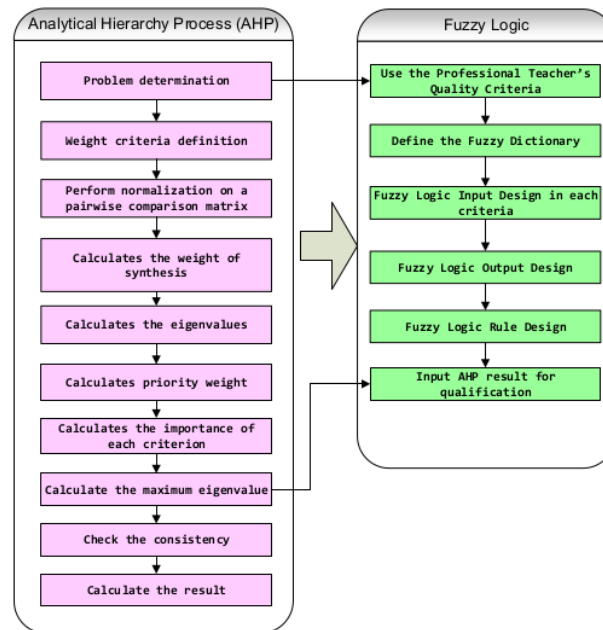 Analytical Hierarchy Process (AHP)
Problem determination
Weight criteria definition
Perform normalization on a
pairwise comparison matrix
Calculates the weight of
synthesis
Calculates the eigenvalues
Calculates priority weight
Calculates the importance of
each criterion
Calculate the maximum eigenvalue
Check the consistency
Calculate the result
Fuzzy Logic
Use the Professional Teacher's
Quality Criteria
Define the Fuzzy Dictionary
Fuzzy Logic Input Design in each
criteria
Fuzzy Logic Output Design
Fuzzy Logic Rule Design
Input AHP result for
qualification